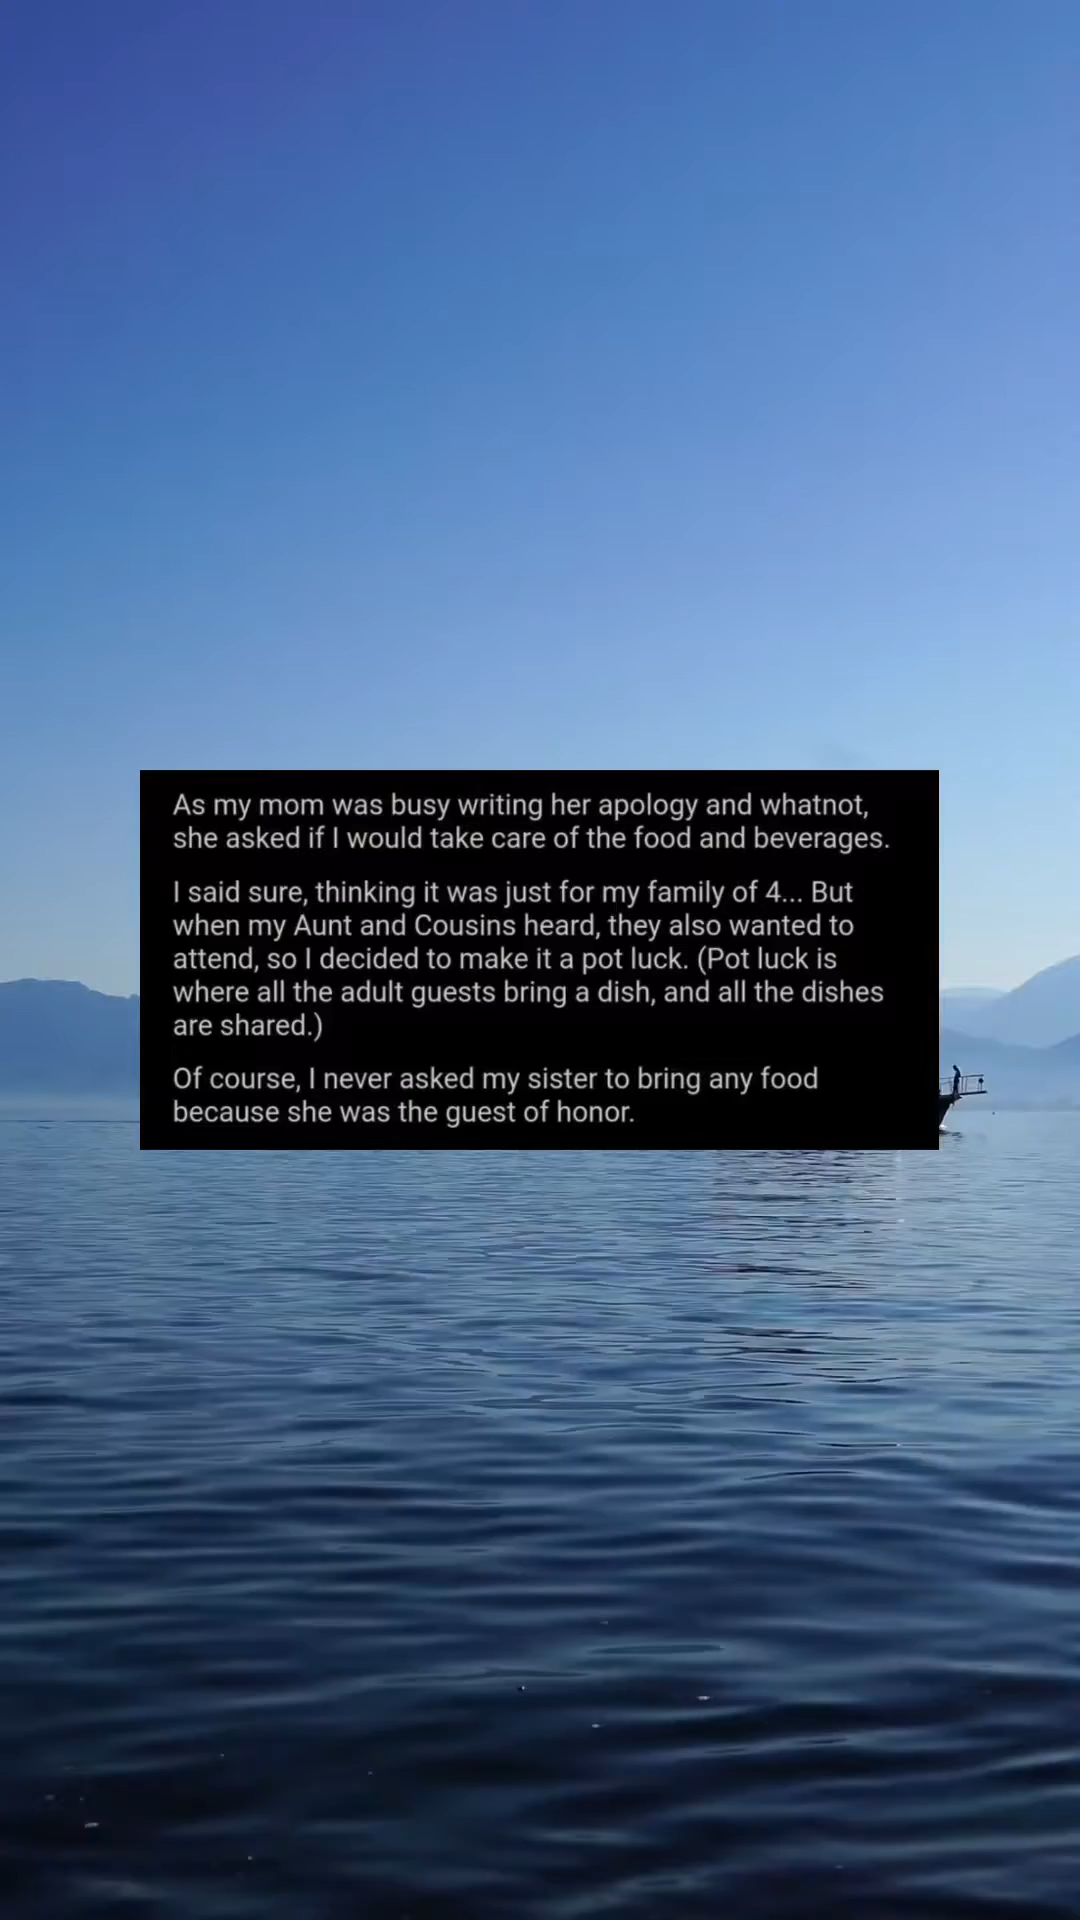 As my mom was busy writing her apology and whatnot,
she asked if I would take care of the food and beverages.
I said sure, thinking it was just for my family of 4... But
when my Aunt and Cousins heard, they also wanted to
attend, so I decided to make it a pot luck. (Pot luck is
where all the adult guests bring a dish, and all the dishes
are shared.)
Of course, I never asked my sister to bring any food
because she was the guest of honor.